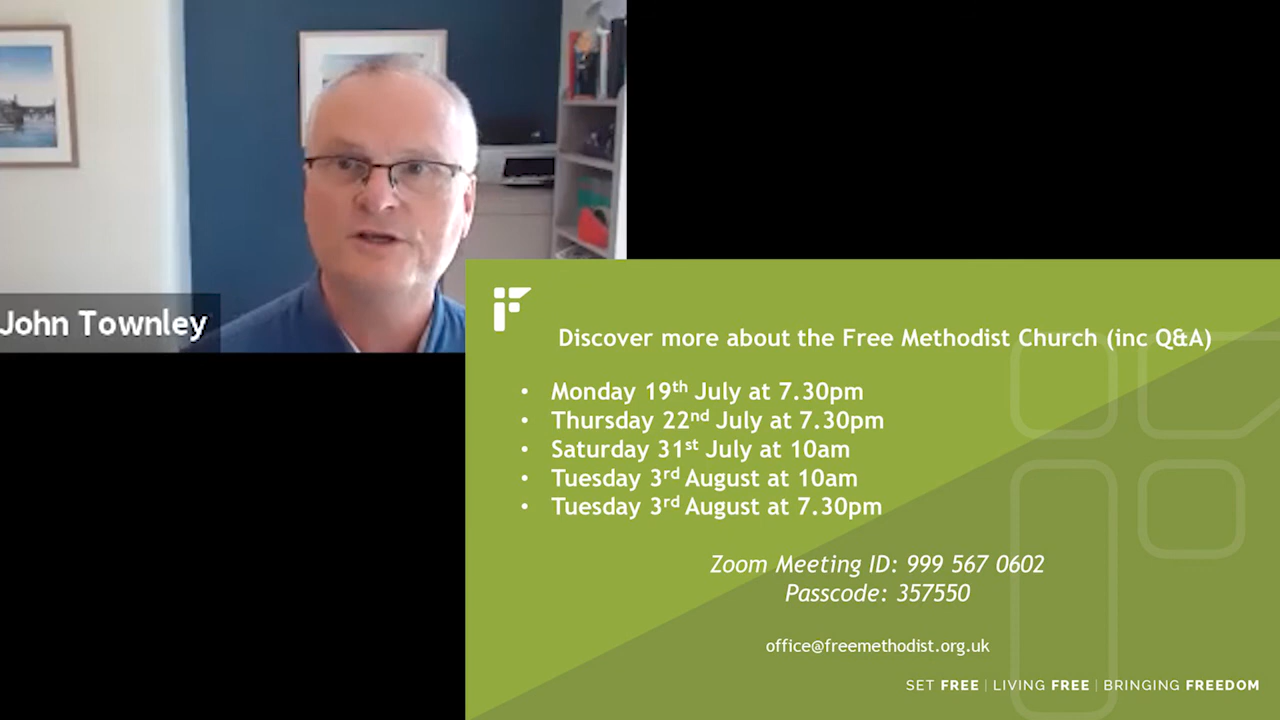 John Townley
Discover more about the Free Methodist Church (inc Q&A)
• Monday 19th July at 7.30pm
• Thursday 22nd July at 7.30pm
• Saturday 31st July at 10am
• Tuesday 3rd August at 10am
• Tuesday 3rd August at 7.30pm
Zoom Meeting ID: 999 567 0602
Passcode: 357550
office@freemethodist.org.uk
SET FREE | LIVING FREE | BRINGING FREEDOM